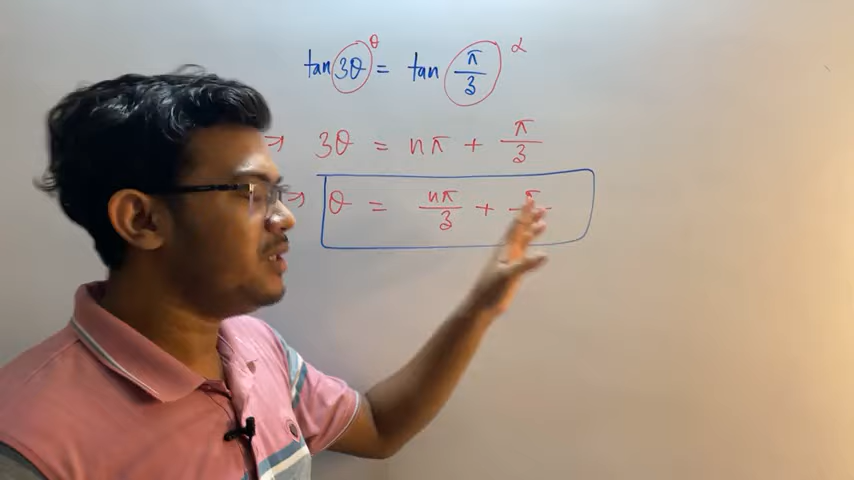 tan 3θ = tan π/3 θ α
→ 3θ = nπ + π/3
→ θ = nπ/3 + π